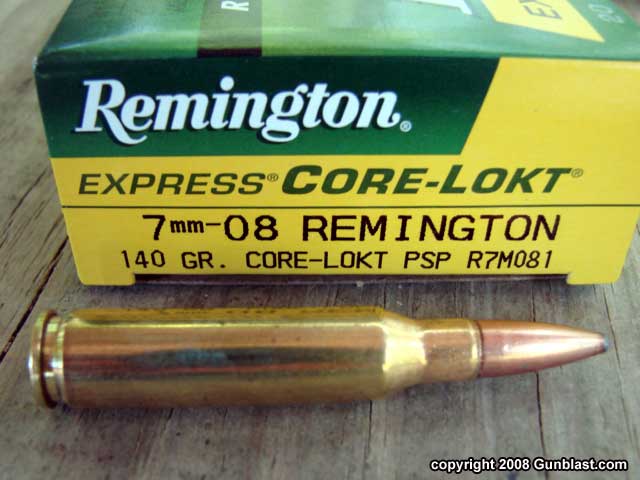 Remington®
EXPRESS® CORE-LOKT®
7mm-08 REMINGTON
140 GR. CORE-LOKT PSP R7M081
copyright 2008 Gunblast.com